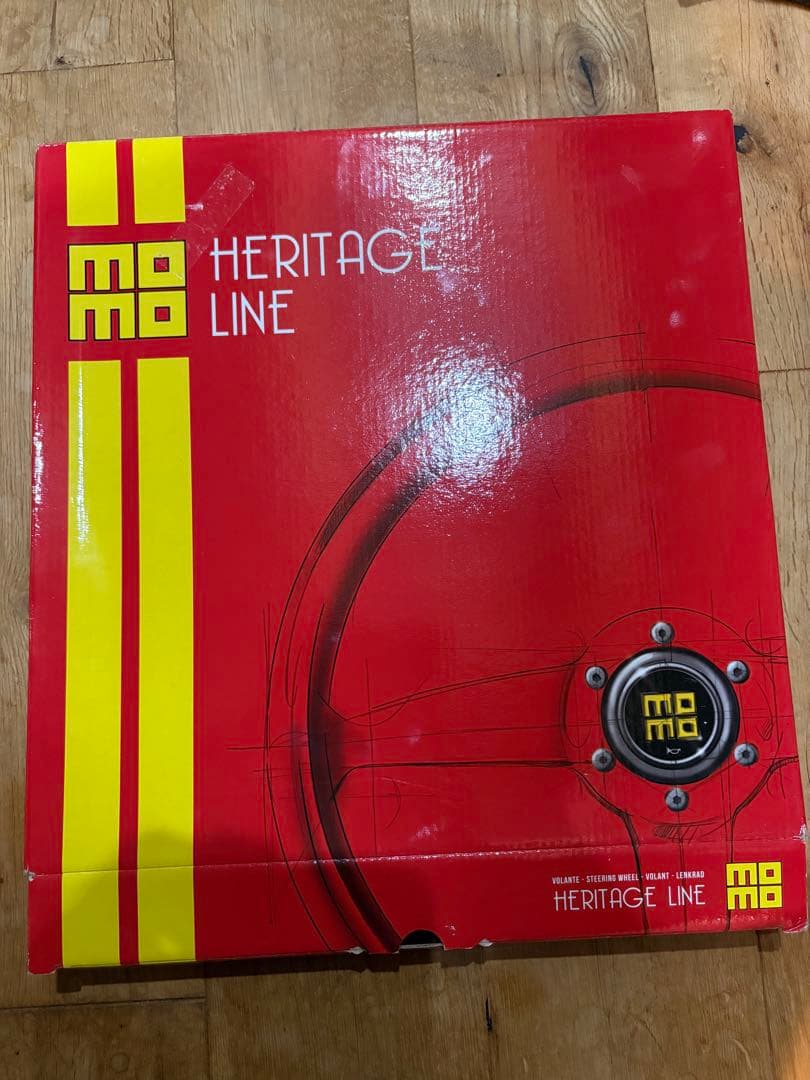 MOMO
HERITAGE
LINE
MOMO
VOLANTE - STEERING WHEEL - VOLANT - LENKRAD
HERITAGE LINE
MOMO